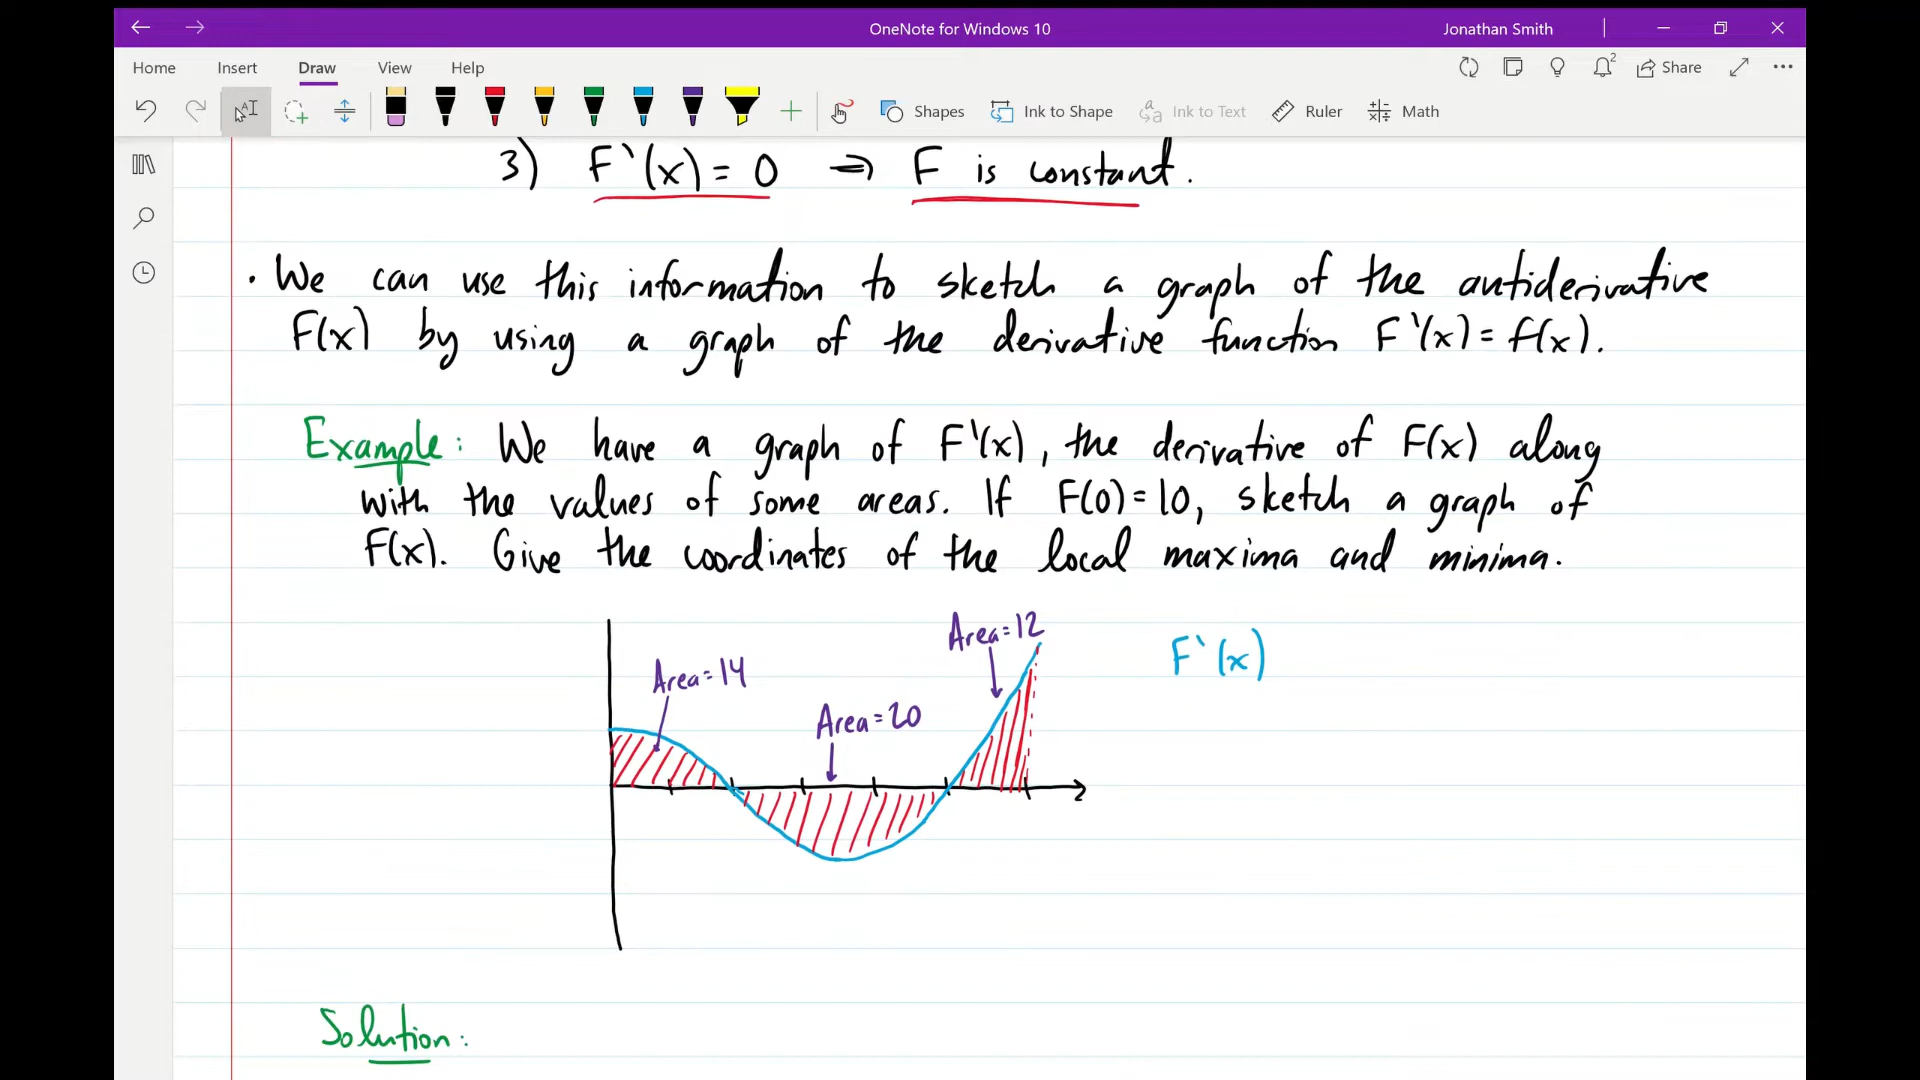 OneNote for Windows 10
Jonathan Smith
Home Insert Draw View Help
2
Share
Shapes Ink to Shape Ink to Text Ruler Math
3) F`(x) = 0 ⇒ F is constant.
· We can use this information to sketch a graph of the antiderivative
F(x) by using a graph of the derivative function F`(x) = f(x).
Example: We have a graph of F`(x), the derivative of F(x) along
with the values of some areas. If F(0) = 10, sketch a graph of
F(x). Give the coordinates of the local maxima and minima.
Area = 12
F`(x)
Area = 14
Area = 20
Solution: